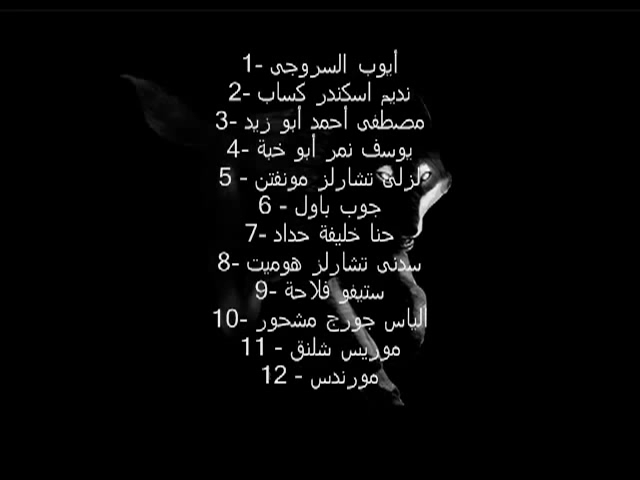 1- أيوب السروجى
2- نديم اسكندر كساب
3- مصطفى أحمد أبو زيد
4- يوسف نمر أبو خبة
5 - لزلى تشارلز مونفتن
6 - جوب باول
7- حنا خليفة حداد
8- سدنى تشارلز هوميت
9- ستيفو فلاحة
10- الياس جورج مشحور
11 - موريس شلنق
12 - مورندس